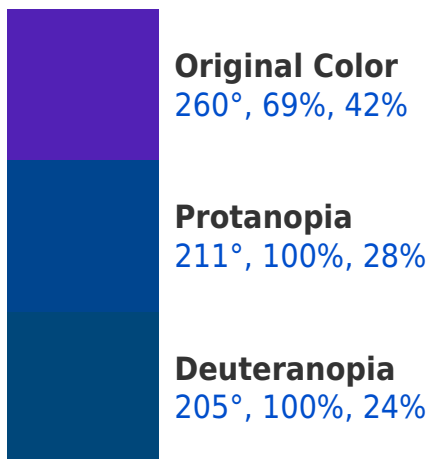 Original Color
260°, 69%, 42%
Protanopia
211°, 100%, 28%
Deuteranopia
205°, 100%, 24%